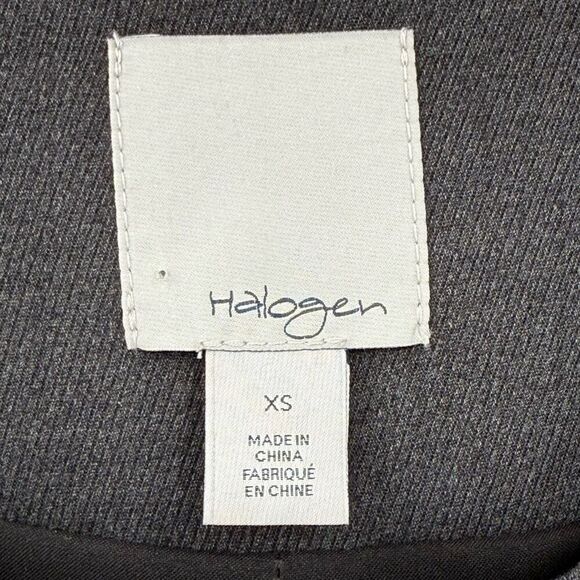 Halogen
XS
MADE IN
CHINA
FABRIQUÉ
EN CHINE